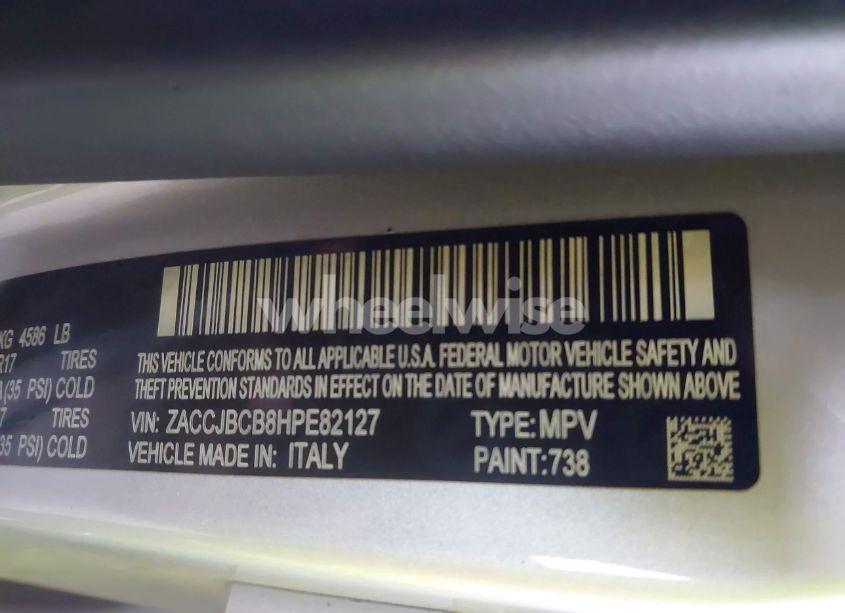 KG 4586 LB
R17 TIRES
(35 PSI) COLD
TIRES
35 PSI) COLD
wheelwise
THIS VEHICLE CONFORMS TO ALL APPLICABLE U.S.A. FEDERAL MOTOR VEHICLE SAFETY AND
THEFT PREVENTION STANDARDS IN EFFECT ON THE DATE OF MANUFACTURE SHOWN ABOVE
VIN: ZACCJBCB8HPE82127 TYPE: MPV
VEHICLE MADE IN: ITALY PAINT: 738